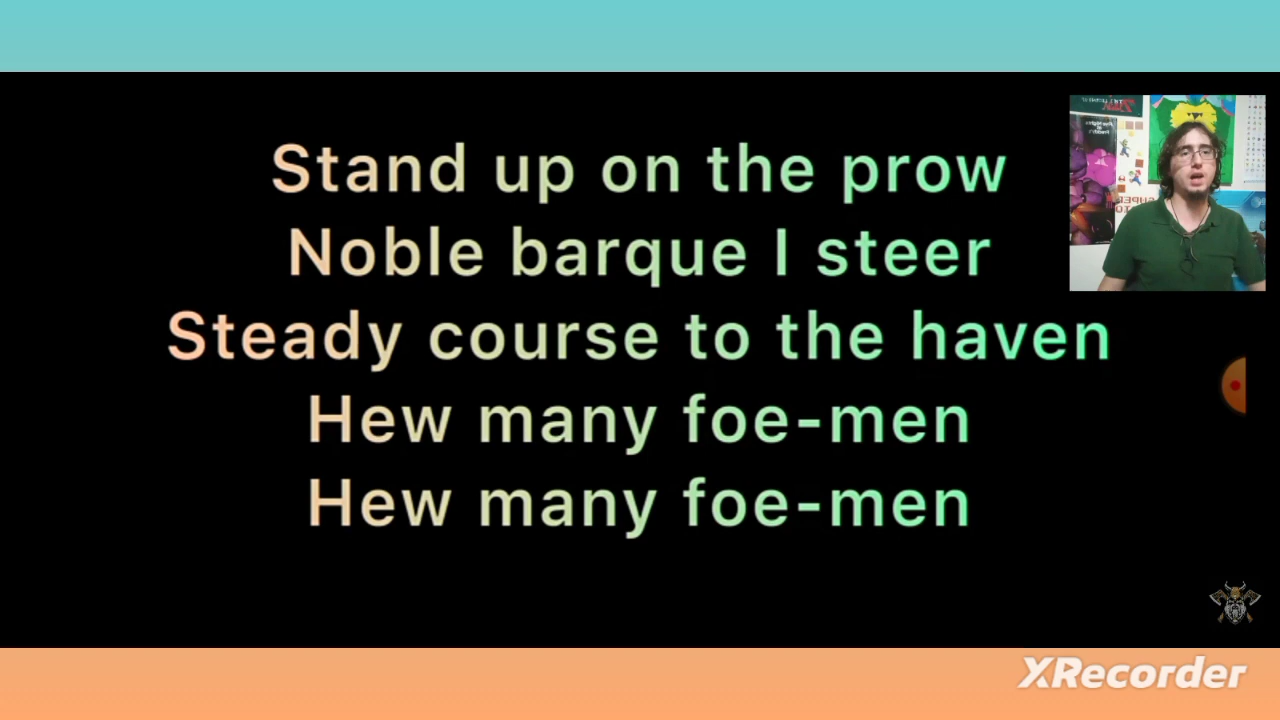 Stand up on the prow
Noble barque I steer
Steady course to the haven
Hew many foe-men
Hew many foe-men
XRecorder